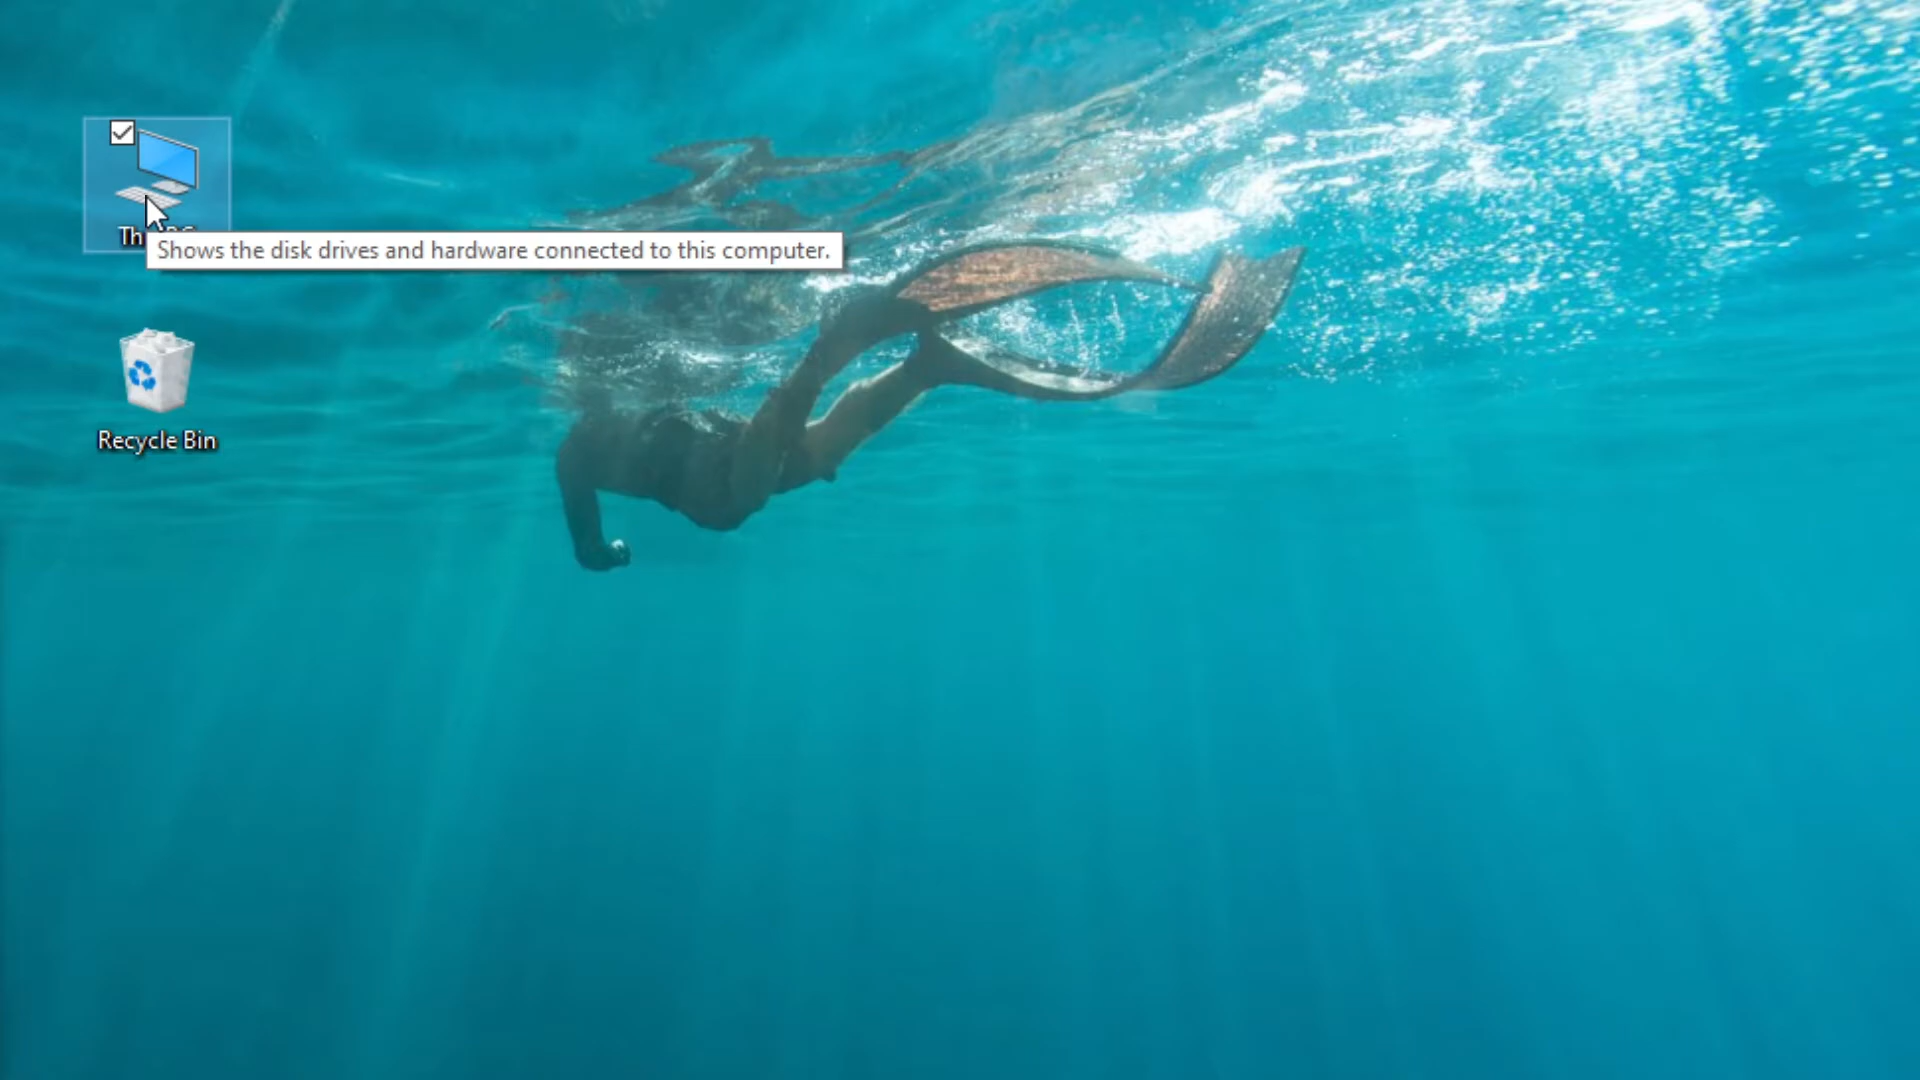 Shows the disk drives and hardware connected to this computer.
Recycle Bin